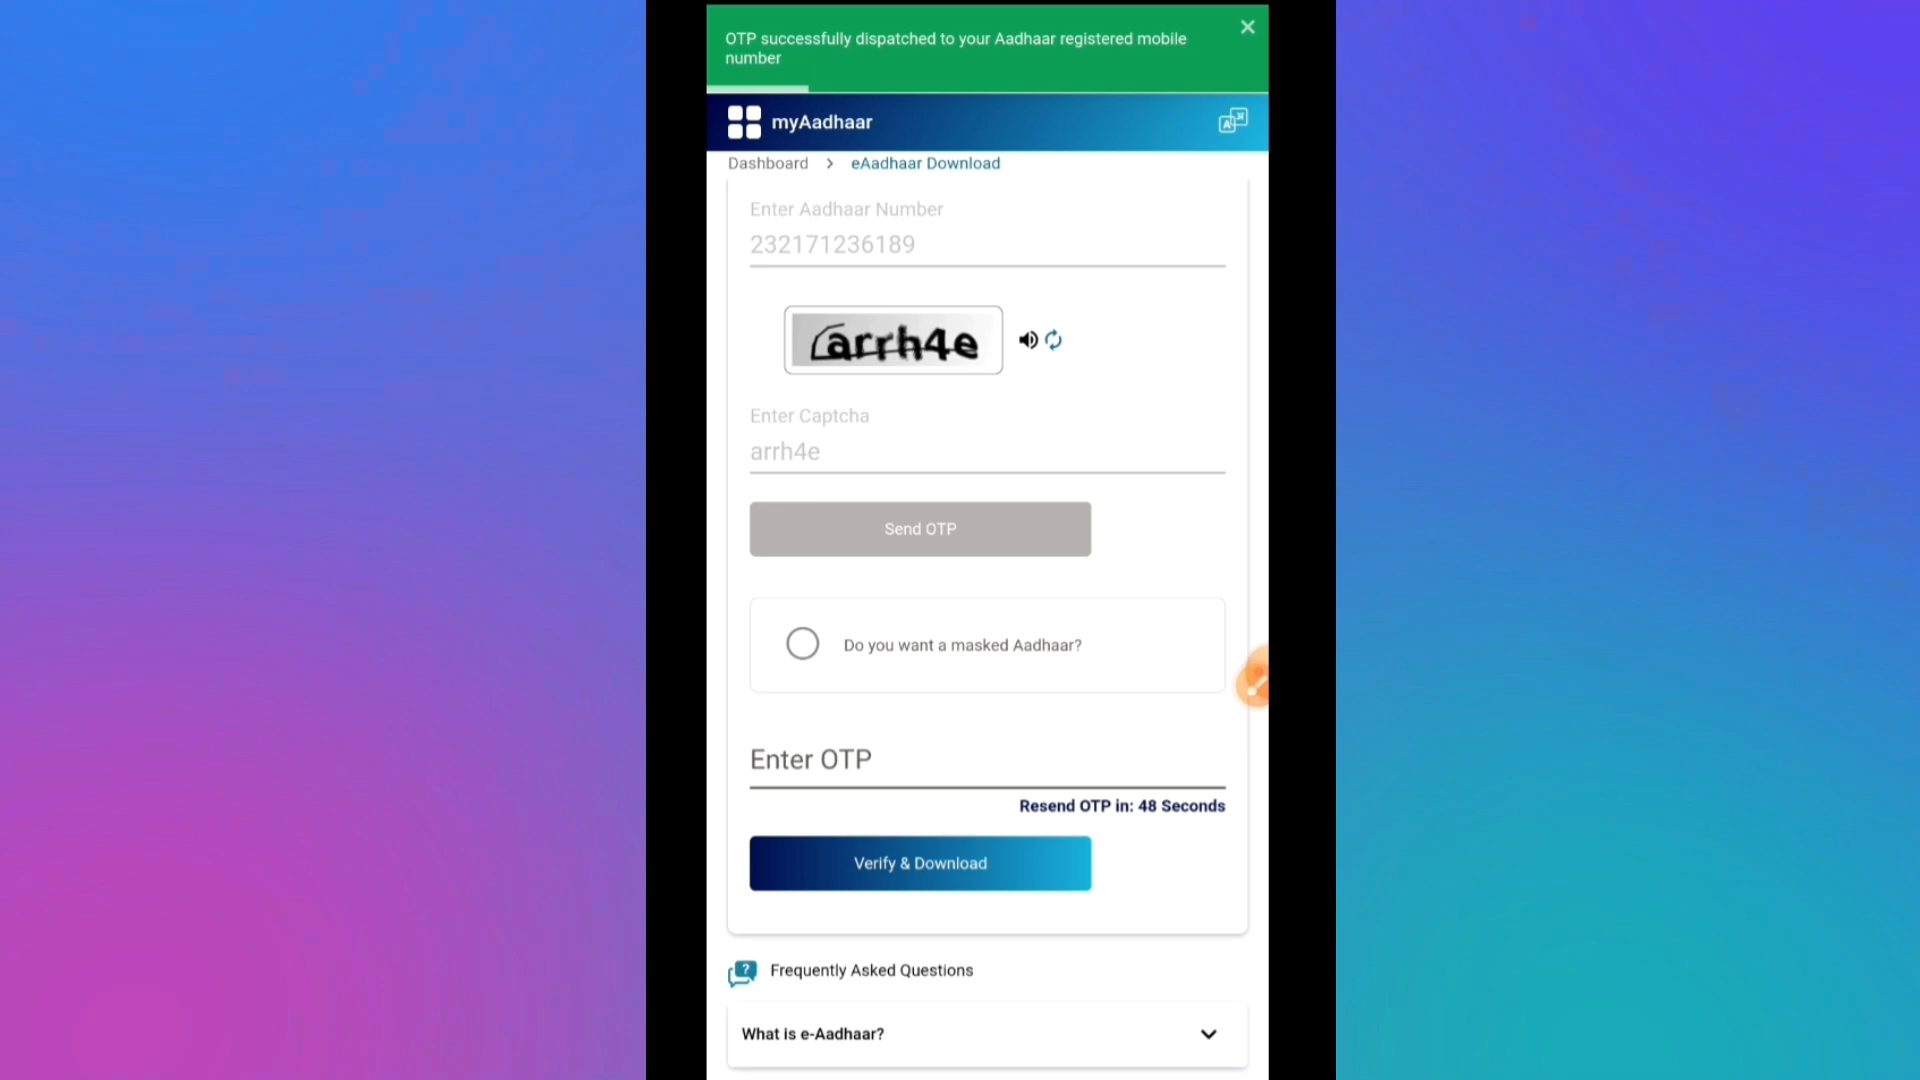 OTP successfully dispatched to your Aadhaar registered mobile
number
myAadhaar
Dashboard > eAadhaar Download
Enter Aadhaar Number
232171236189
arrh4e
Enter Captcha
arrh4e
Send OTP
Do you want a masked Aadhaar?
Enter OTP
Resend OTP in: 48 Seconds
Verify & Download
Frequently Asked Questions
What is e-Aadhaar?